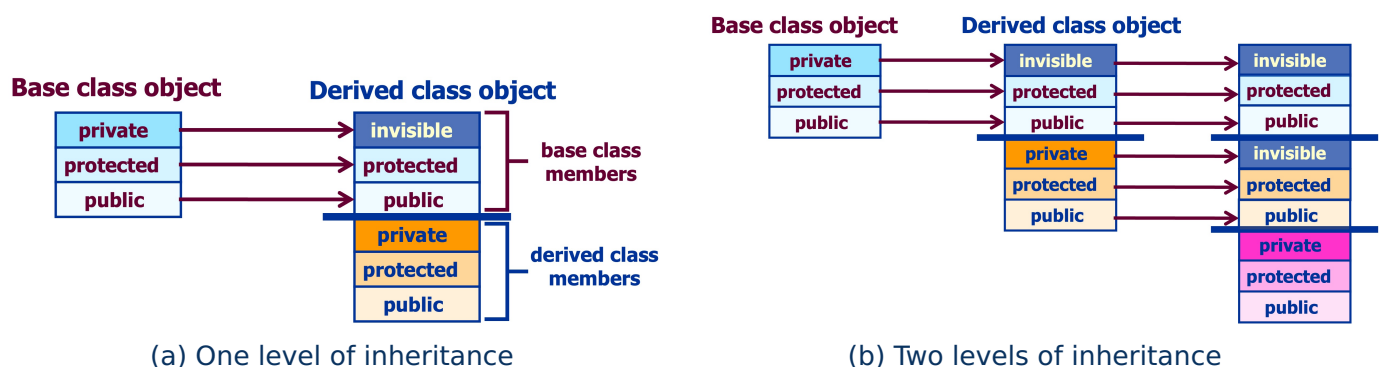 Base class object
private
protected
public
Derived class object
invisible
protected
public
private
protected
public
base class
members
derived class
members
(a) One level of inheritance
Base class object
private
protected
public
Derived class object
invisible
protected
public
private
protected
public
invisible
protected
public
invisible
protected
public
private
protected
public
(b) Two levels of inheritance